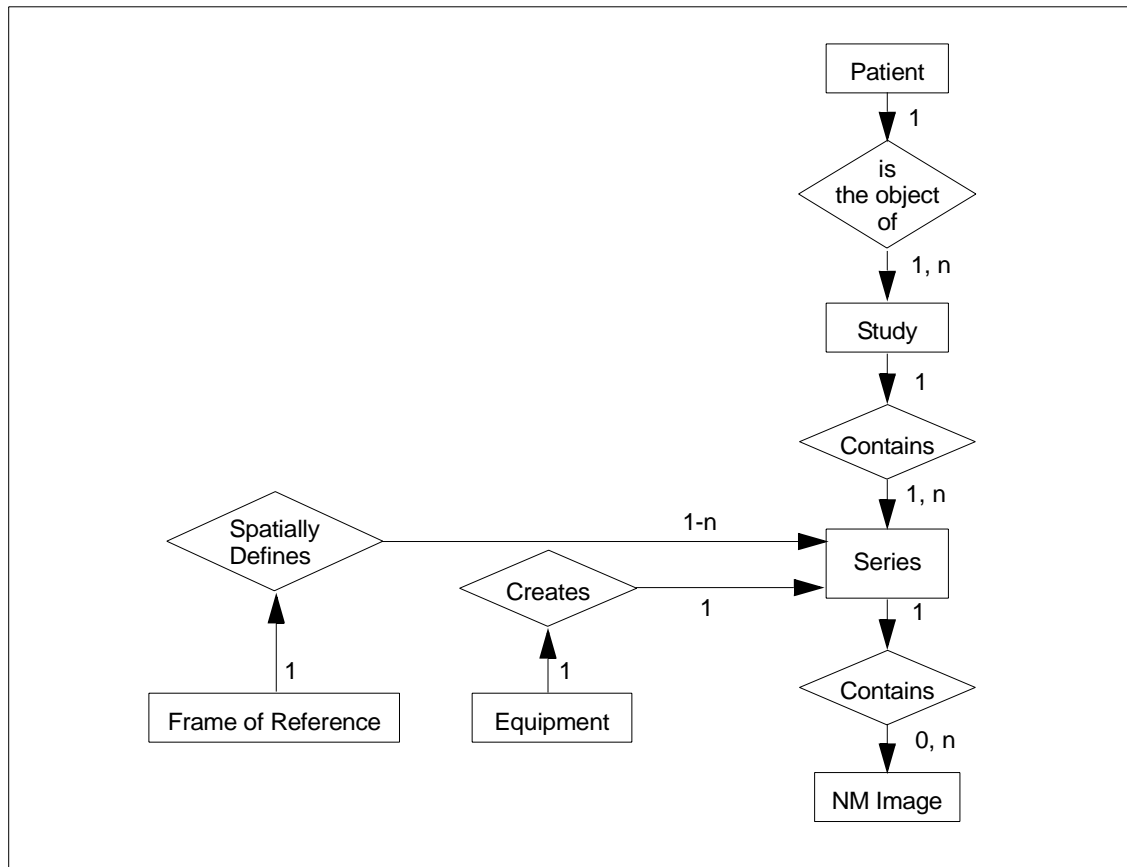 Patient
1
is
the object
of
1, n
Study
1
Contains
1, n
Spatially
Defines
1-n
Series
Creates
1
1
1
1
Contains
Frame of Reference
Equipment
0, n
NM Image